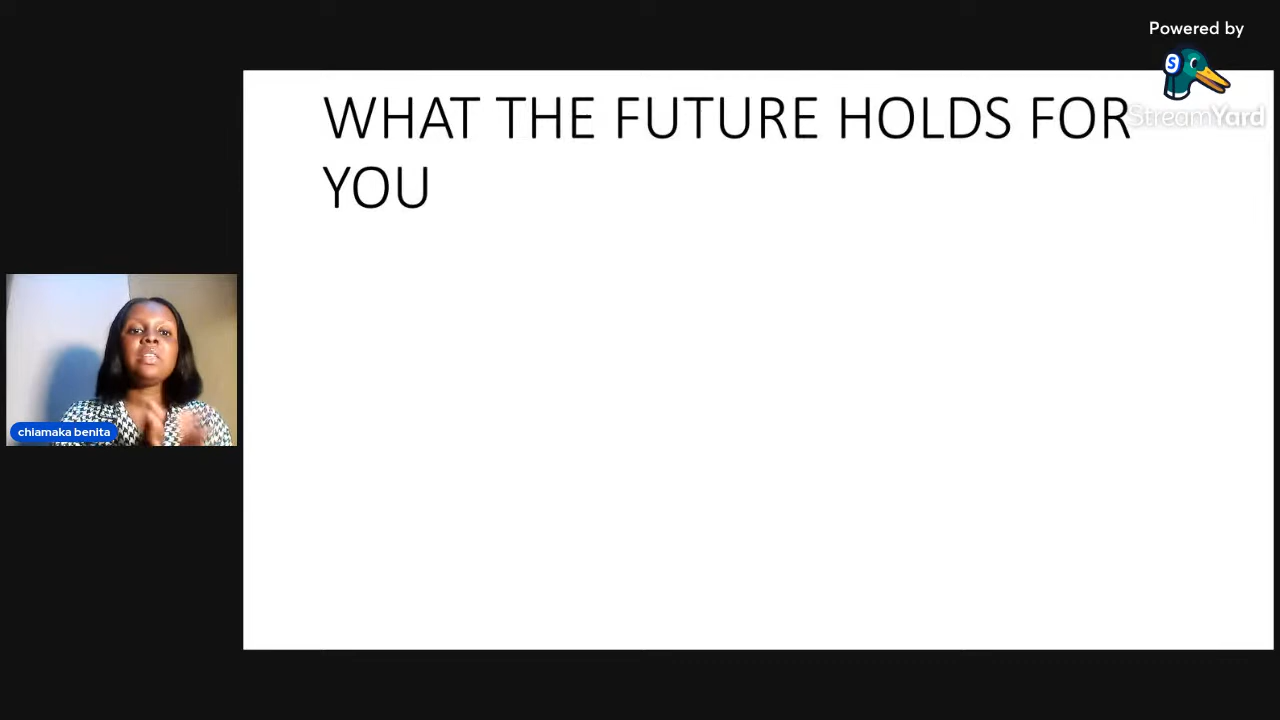 Powered by
StreamYard
WHAT THE FUTURE HOLDS FOR
YOU
chiamaka benita